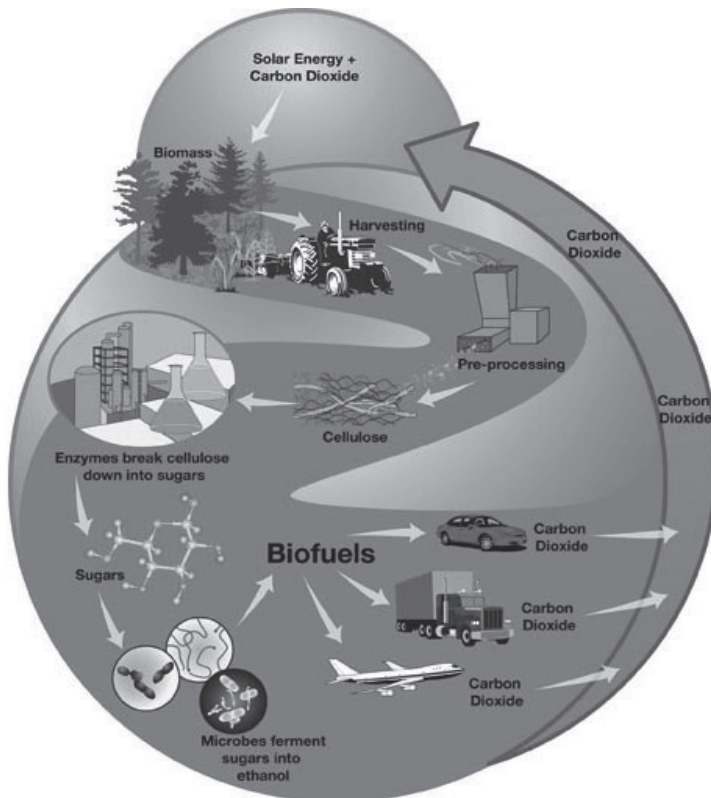 Solar Energy +
Carbon Dioxide
Biomass
Harvesting
Carbon
Dioxide
Pre-processing
Carbon
Dioxide
Cellulose
Enzymes break cellulose
down into sugars
Sugars
Biofuels
Carbon
Dioxide
Carbon
Dioxide
Carbon
Dioxide
Microbes ferment
sugars into
ethanol